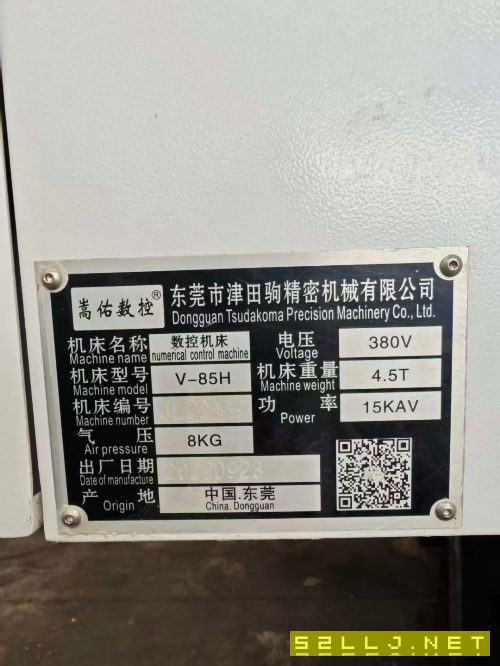 嵩佑数控®
东莞市津田驹精密机械有限公司
Dongguan Tsudakoma Precision Machinery Co., Ltd.
机床名称 数控机床 电压 380V
Machine name numerical control machine Voltage
机床型号 V-85H 机床重量 4.5T
Machine model Machine weight
机床编号 功率 15KAV
Machine number Power
气压 8KG
Air pressure
出厂日期 20220923
Date of manufacture
产地 中国.东莞
Origin China. Dongguan
52LLJ.NET